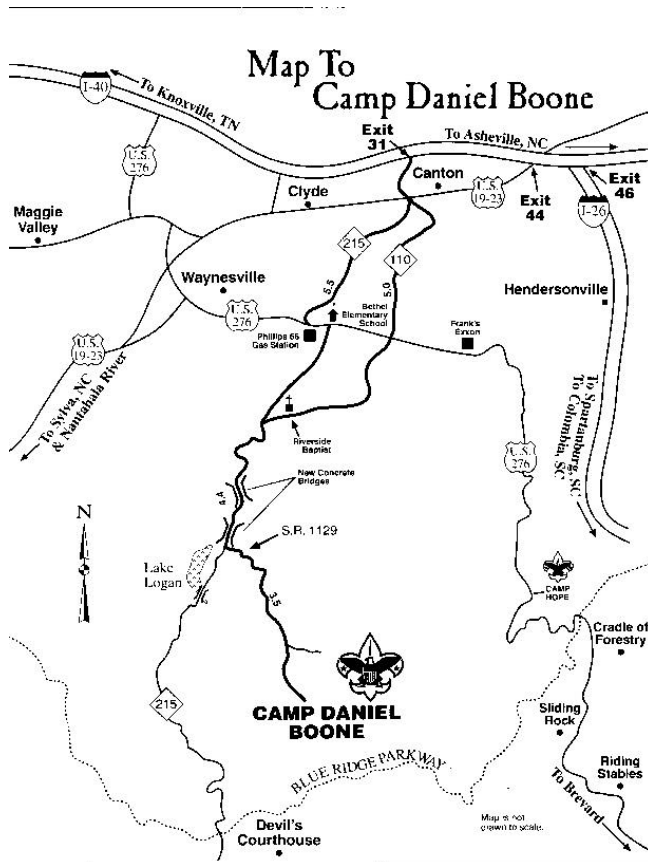 Map To
Camp Daniel Boone
I-40
To Knoxville, TN
Exit
31
To Asheville, NC
U.S.
276
Clyde
Canton
U.S.
19-23
Exit
44
Exit
46
I-26
Maggie
Valley
215
110
Waynesville
5.5
5.0
Hendersonville
U.S.
276
Bethel
Elementary
School
Phillips 66
Gas Station
Frank's
Exxon
U.S.
19-23
To Sylva, NC
& Nantahala River
To Spartanburg, SC
To Columbia, SC
Riverside
Baptist
U.S.
276
New Concrete
Bridges
4.4
N
S.R. 1129
Lake
Logan
3.5
CAMP
HOPE
Cradle of
Forestry
215
CAMP DANIEL
BOONE
Sliding
Rock
BLUE RIDGE PARKWAY
Riding
Stables
To Brevard
Map is not
drawn to scale.
Devil's
Courthouse